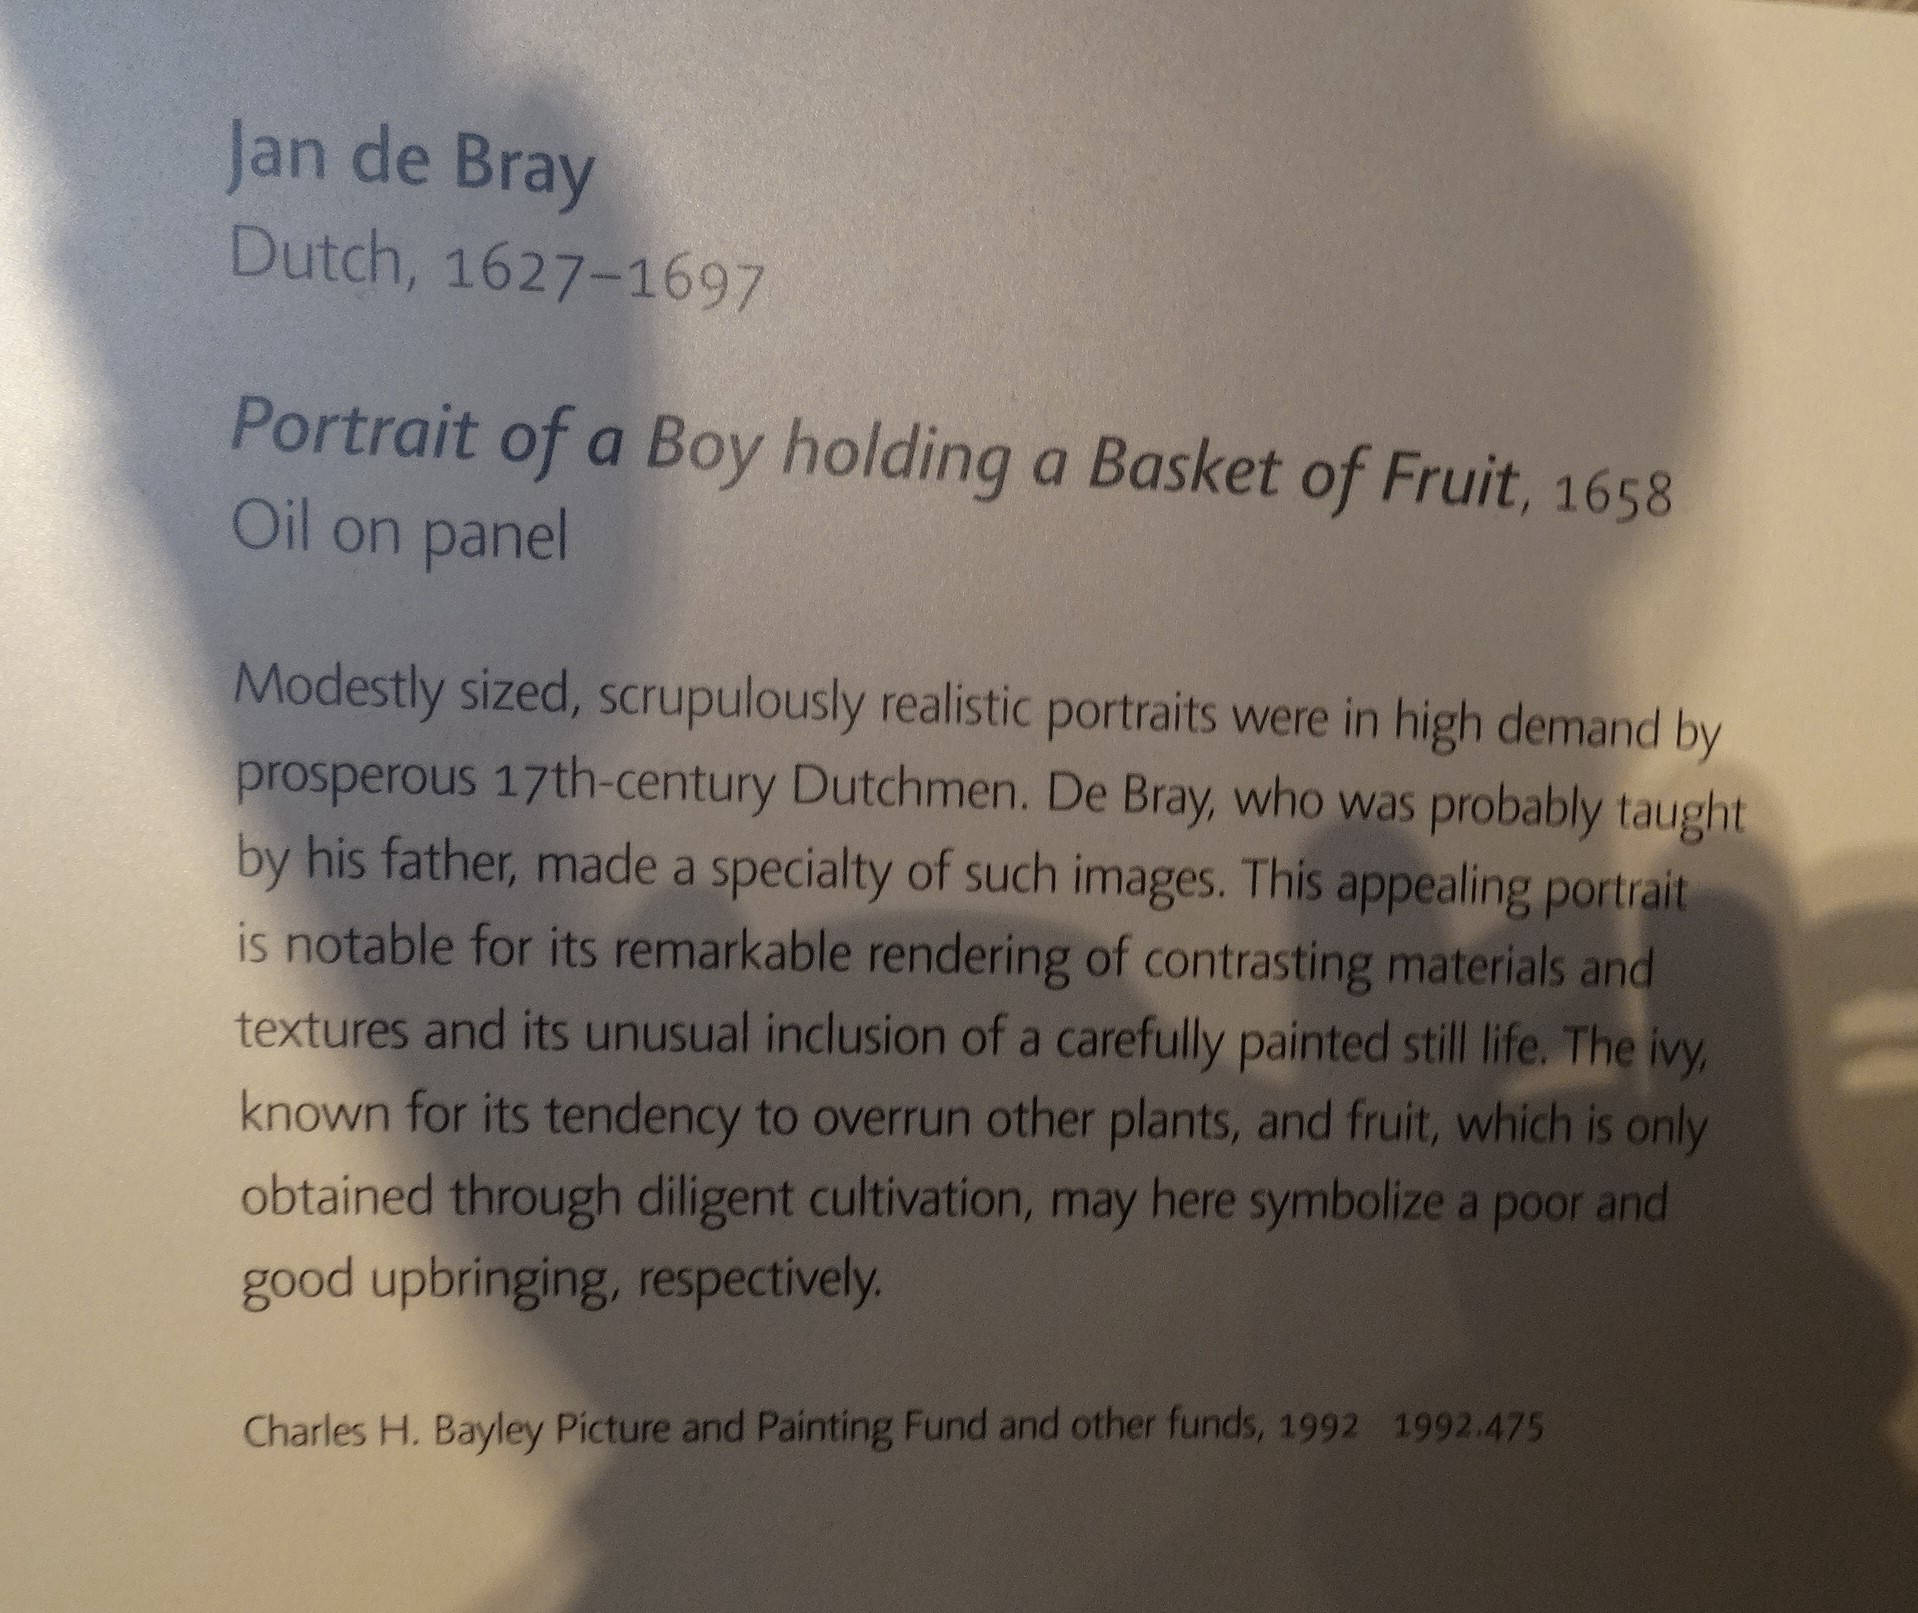 Jan de Bray
Dutch, 1627–1697
Portrait of a Boy holding a Basket of Fruit, 1658
Oil on panel
Modestly sized, scrupulously realistic portraits were in high demand by
prosperous 17th-century Dutchmen. De Bray, who was probably taught
by his father, made a specialty of such images. This appealing portrait
is notable for its remarkable rendering of contrasting materials and
textures and its unusual inclusion of a carefully painted still life. The ivy,
known for its tendency to overrun other plants, and fruit, which is only
obtained through diligent cultivation, may here symbolize a poor and
good upbringing, respectively.
Charles H. Bayley Picture and Painting Fund and other funds, 1992 1992.475